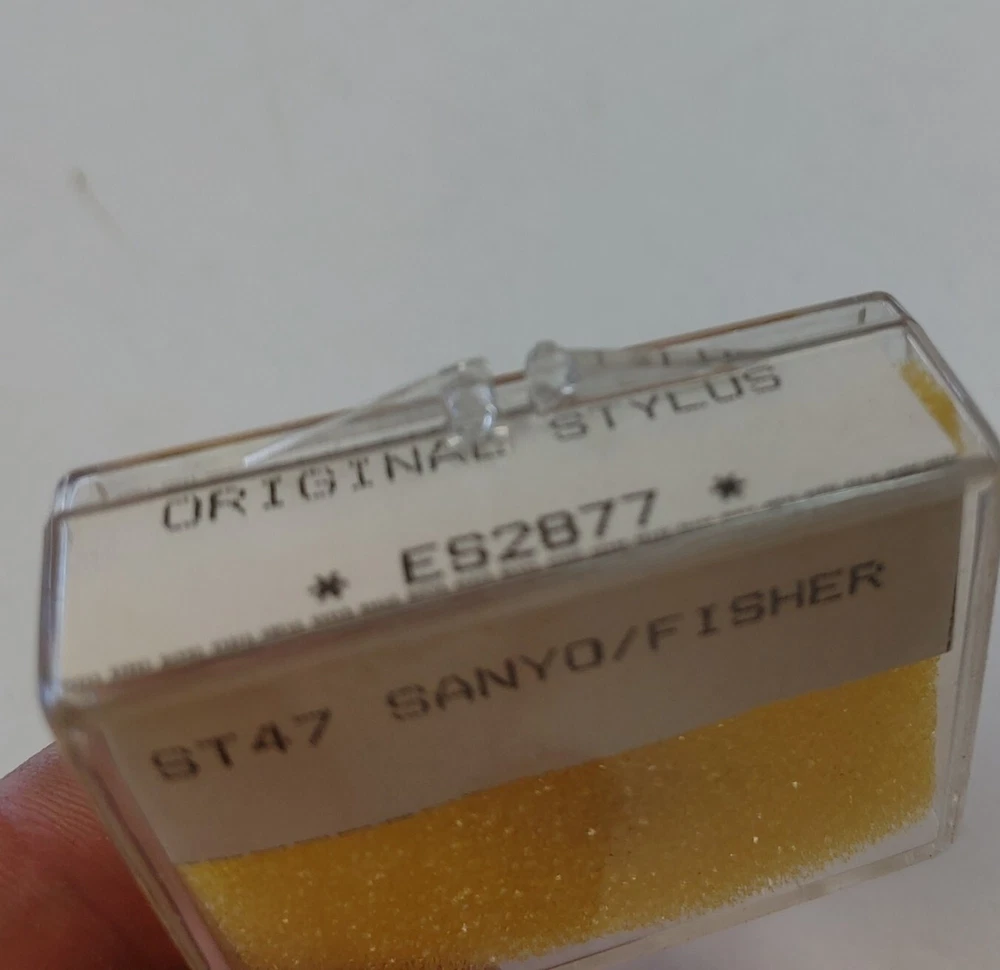 ORIGINAL STYLUS
* ES2877 *
ST47 SANYO/FISHER